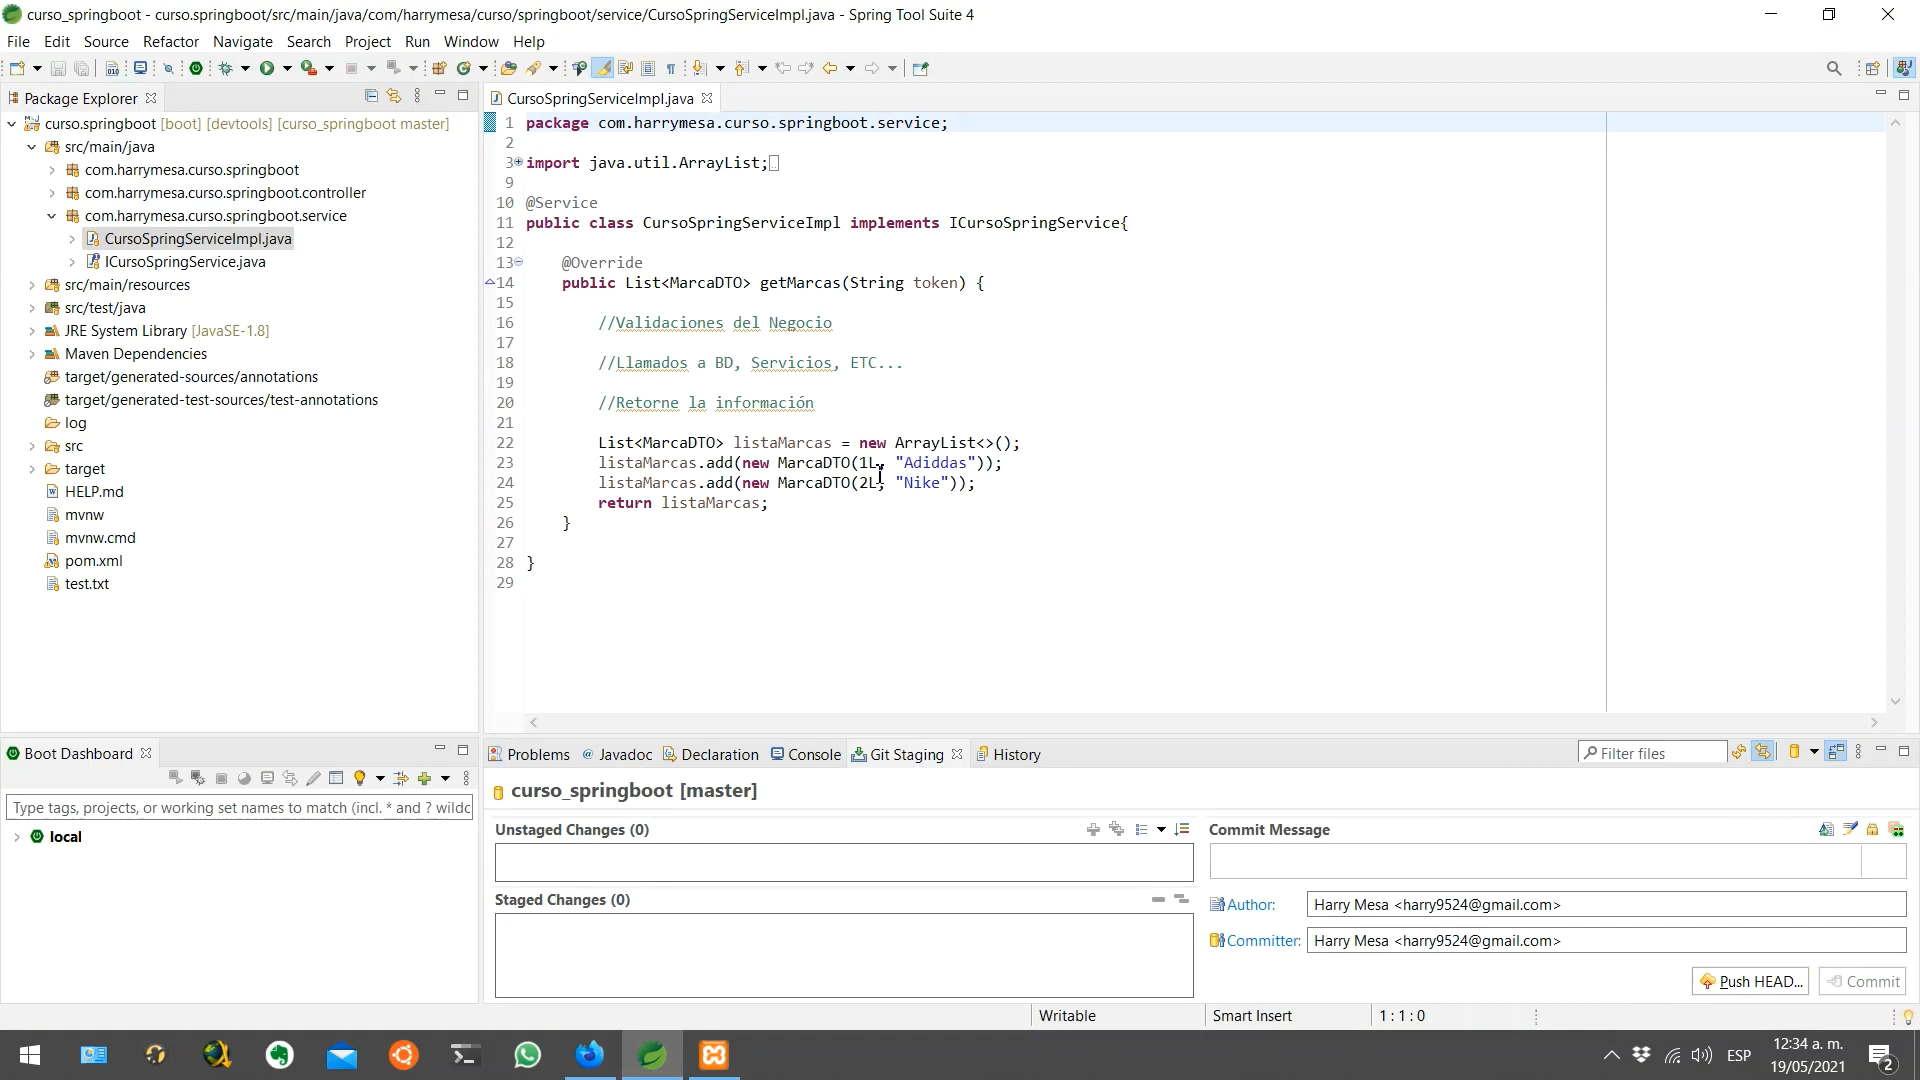 curso_springboot - curso.springboot/src/main/java/com/harrymesa/curso/springboot/service/CursoSpringServiceImpl.java - Spring Tool Suite 4
File Edit Source Refactor Navigate Search Project Run Window Help
Package Explorer
curso.springboot [boot] [devtools] [curso_springboot master]
src/main/java
com.harrymesa.curso.springboot
com.harrymesa.curso.springboot.controller
com.harrymesa.curso.springboot.service
CursoSpringServiceImpl.java
ICursoSpringService.java
src/main/resources
src/test/java
JRE System Library [JavaSE-1.8]
Maven Dependencies
target/generated-sources/annotations
target/generated-test-sources/test-annotations
log
src
target
HELP.md
mvnw
mvnw.cmd
pom.xml
test.txt
CursoSpringServiceImpl.java
1 package com.harrymesa.curso.springboot.service;
2
3 import java.util.ArrayList;
9
10 @Service
11 public class CursoSpringServiceImpl implements ICursoSpringService{
12
13 @Override
14 public List<MarcaDTO> getMarcas(String token) {
15
16 //Validaciones del Negocio
17
18 //Llamados a BD, Servicios, ETC...
19
20 //Retorne la información
21
22 List<MarcaDTO> listaMarcas = new ArrayList<>();
23 listaMarcas.add(new MarcaDTO(1L, "Adiddas"));
24 listaMarcas.add(new MarcaDTO(2L, "Nike"));
25 return listaMarcas;
26 }
27
28 }
29
Boot Dashboard
Type tags, projects, or working set names to match (incl. * and ? wildc
local
Problems Javadoc Declaration Console Git Staging History
Filter files
curso_springboot [master]
Unstaged Changes (0)
Staged Changes (0)
Commit Message
Author: Harry Mesa <harry9524@gmail.com>
Committer: Harry Mesa <harry9524@gmail.com>
Push HEAD... Commit
Writable Smart Insert 1 : 1 : 0
ESP
12:34 a. m.
19/05/2021
2